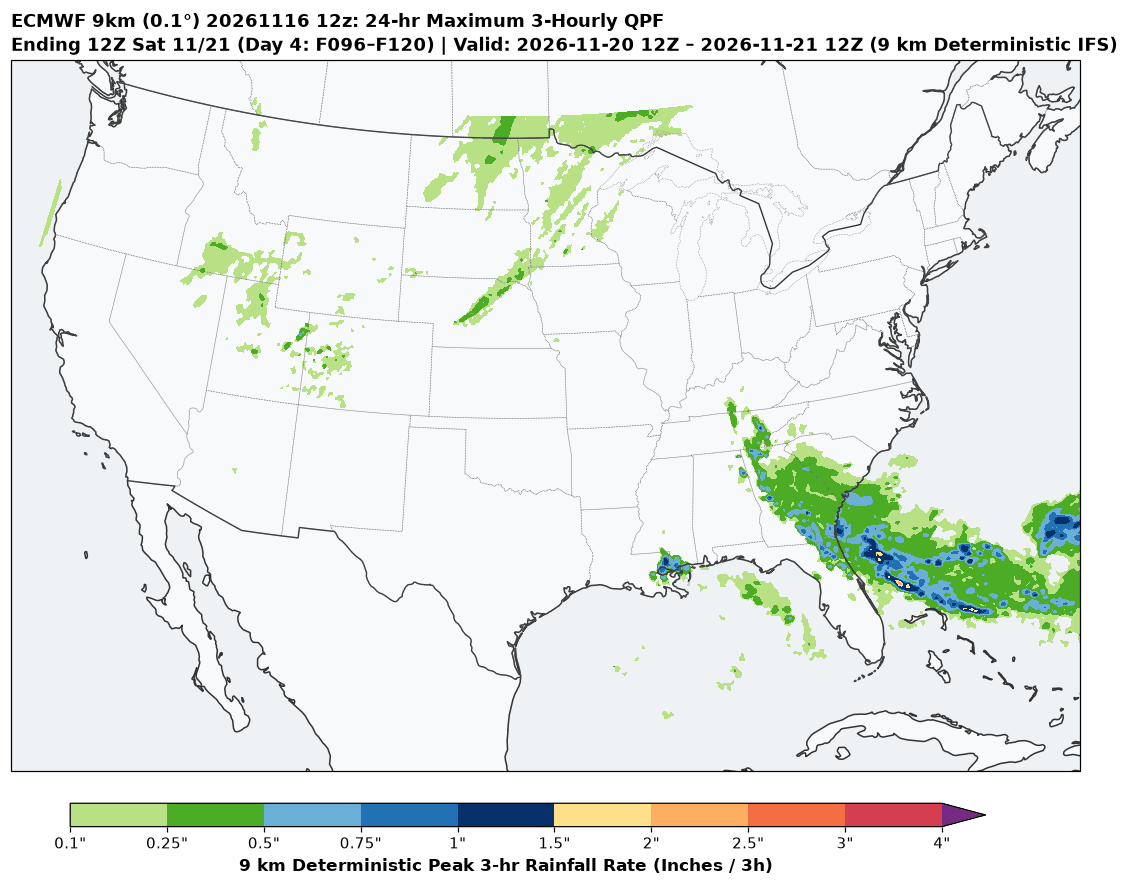 ECMWF 9km (0.1°) 20261116 12z: 24-hr Maximum 3-Hourly QPF
Ending 12Z Sat 11/21 (Day 4: F096–F120) | Valid: 2026-11-20 12Z – 2026-11-21 12Z (9 km Deterministic IFS)
0.1" 0.25" 0.5" 0.75" 1" 1.5" 2" 2.5" 3" 4"
9 km Deterministic Peak 3-hr Rainfall Rate (Inches / 3h)